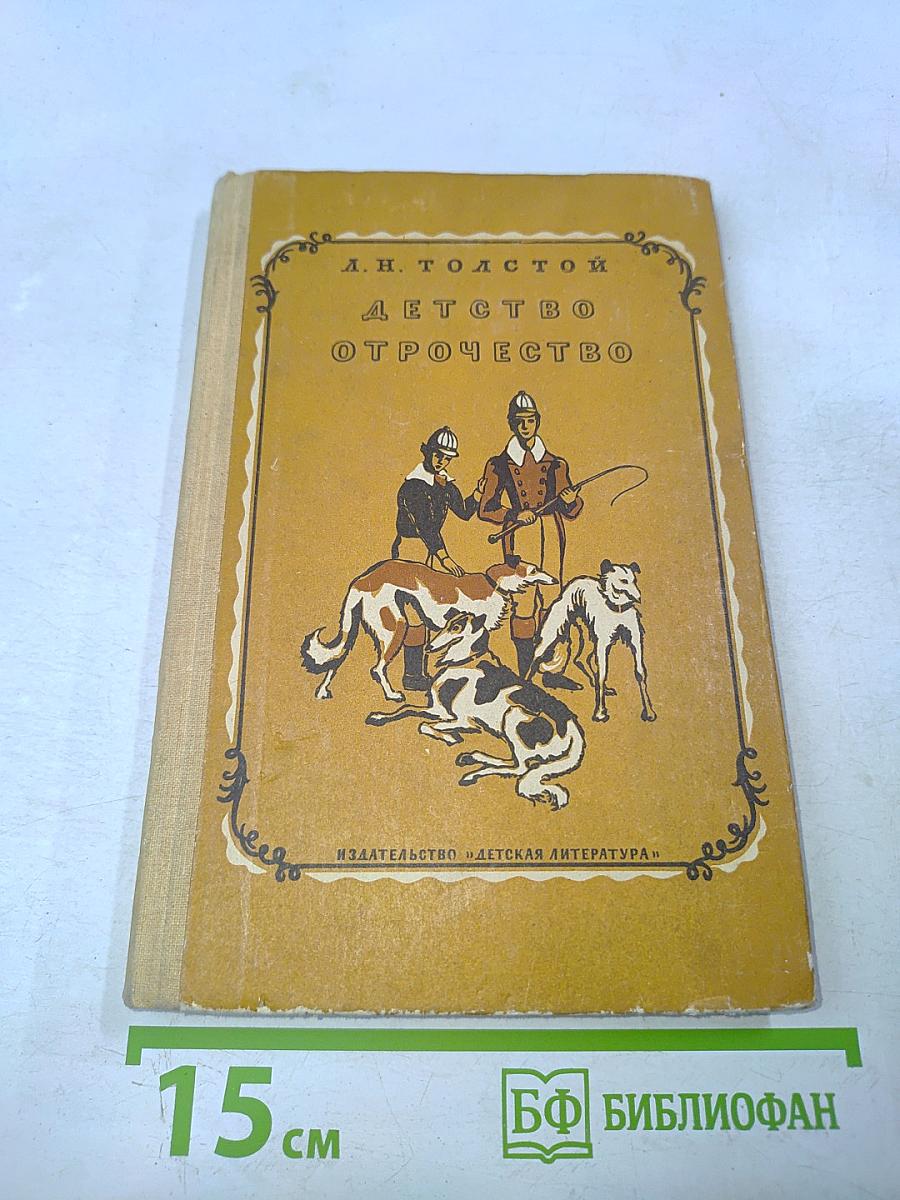 Л. Н. ТОЛСТОЙ
ДЕТСТВО
ОТРОЧЕСТВО
ИЗДАТЕЛЬСТВО „ДЕТСКАЯ ЛИТЕРАТУРА"
15 см
БФ БИБЛИОФАН